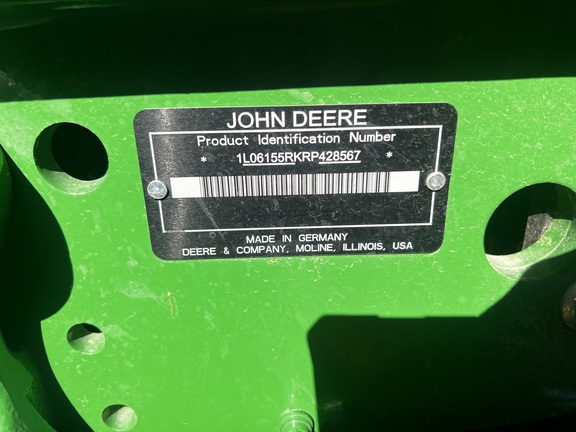 JOHN DEERE
Product Identification Number
* 1L06155RKRP428567 *
MADE IN GERMANY
DEERE & COMPANY, MOLINE, ILLINOIS, USA